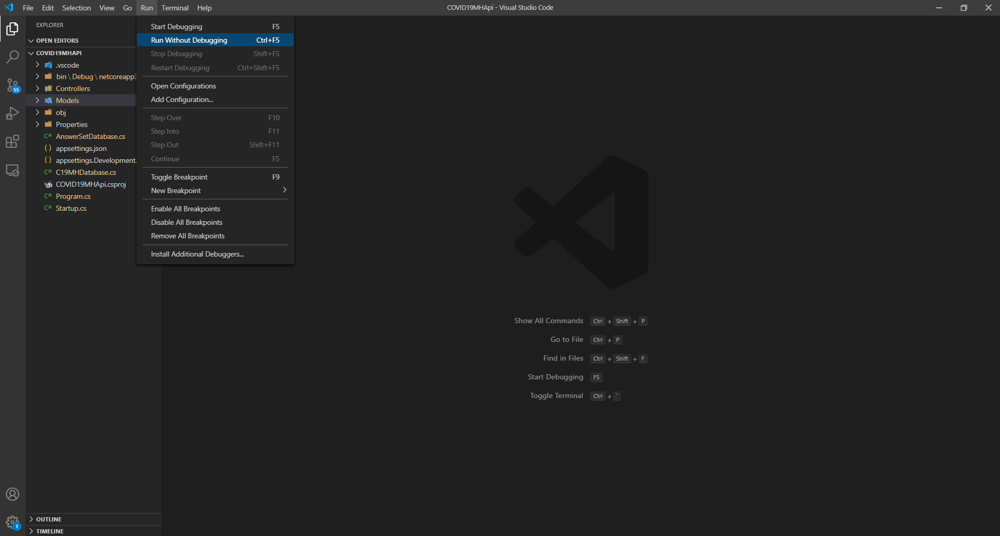 File Edit Selection View Go Run Terminal Help
COVID19MHApi - Visual Studio Code
EXPLORER
OPEN EDITORS
COVID19MHAPI
.vscode
bin \ Debug \ netcoreapp3
Controllers
Models
obj
Properties
C# AnswerSetDatabase.cs
{ } appsettings.json
{ } appsettings.Development.
C# C19MHDatabase.cs
COVID19MHApi.csproj
C# Program.cs
C# Startup.cs
55
Start Debugging F5
Run Without Debugging Ctrl+F5
Stop Debugging Shift+F5
Restart Debugging Ctrl+Shift+F5
Open Configurations
Add Configuration...
Step Over F10
Step Into F11
Step Out Shift+F11
Continue F5
Toggle Breakpoint F9
New Breakpoint
Enable All Breakpoints
Disable All Breakpoints
Remove All Breakpoints
Install Additional Debuggers...
Show All Commands Ctrl + Shift + P
Go to File Ctrl + P
Find in Files Ctrl + Shift + F
Start Debugging F5
Toggle Terminal Ctrl + `
OUTLINE
1
TIMELINE